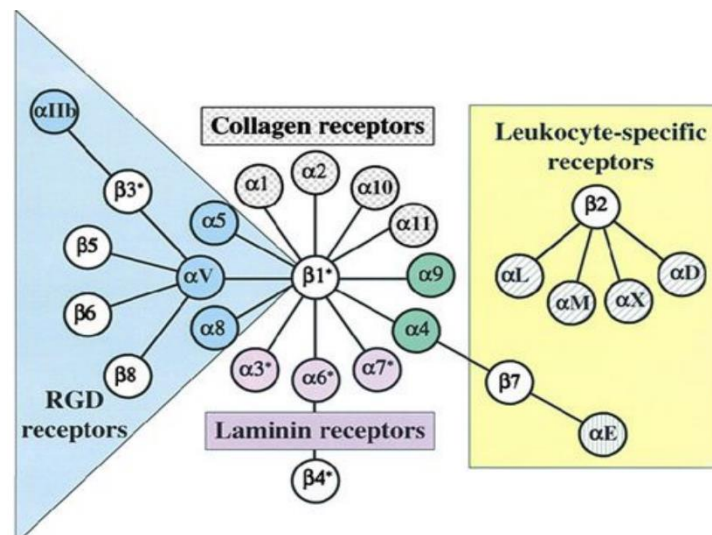 αIIb
Collagen receptors
Leukocyte-specific
receptors
α2
α1
α10
β3*
β2
α5
α11
β5
αV
β1*
α9
αL
αD
αM
αX
β6
α8
α4
β8
α3*
α6*
α7*
β7
RGD
receptors
Laminin receptors
αE
β4*